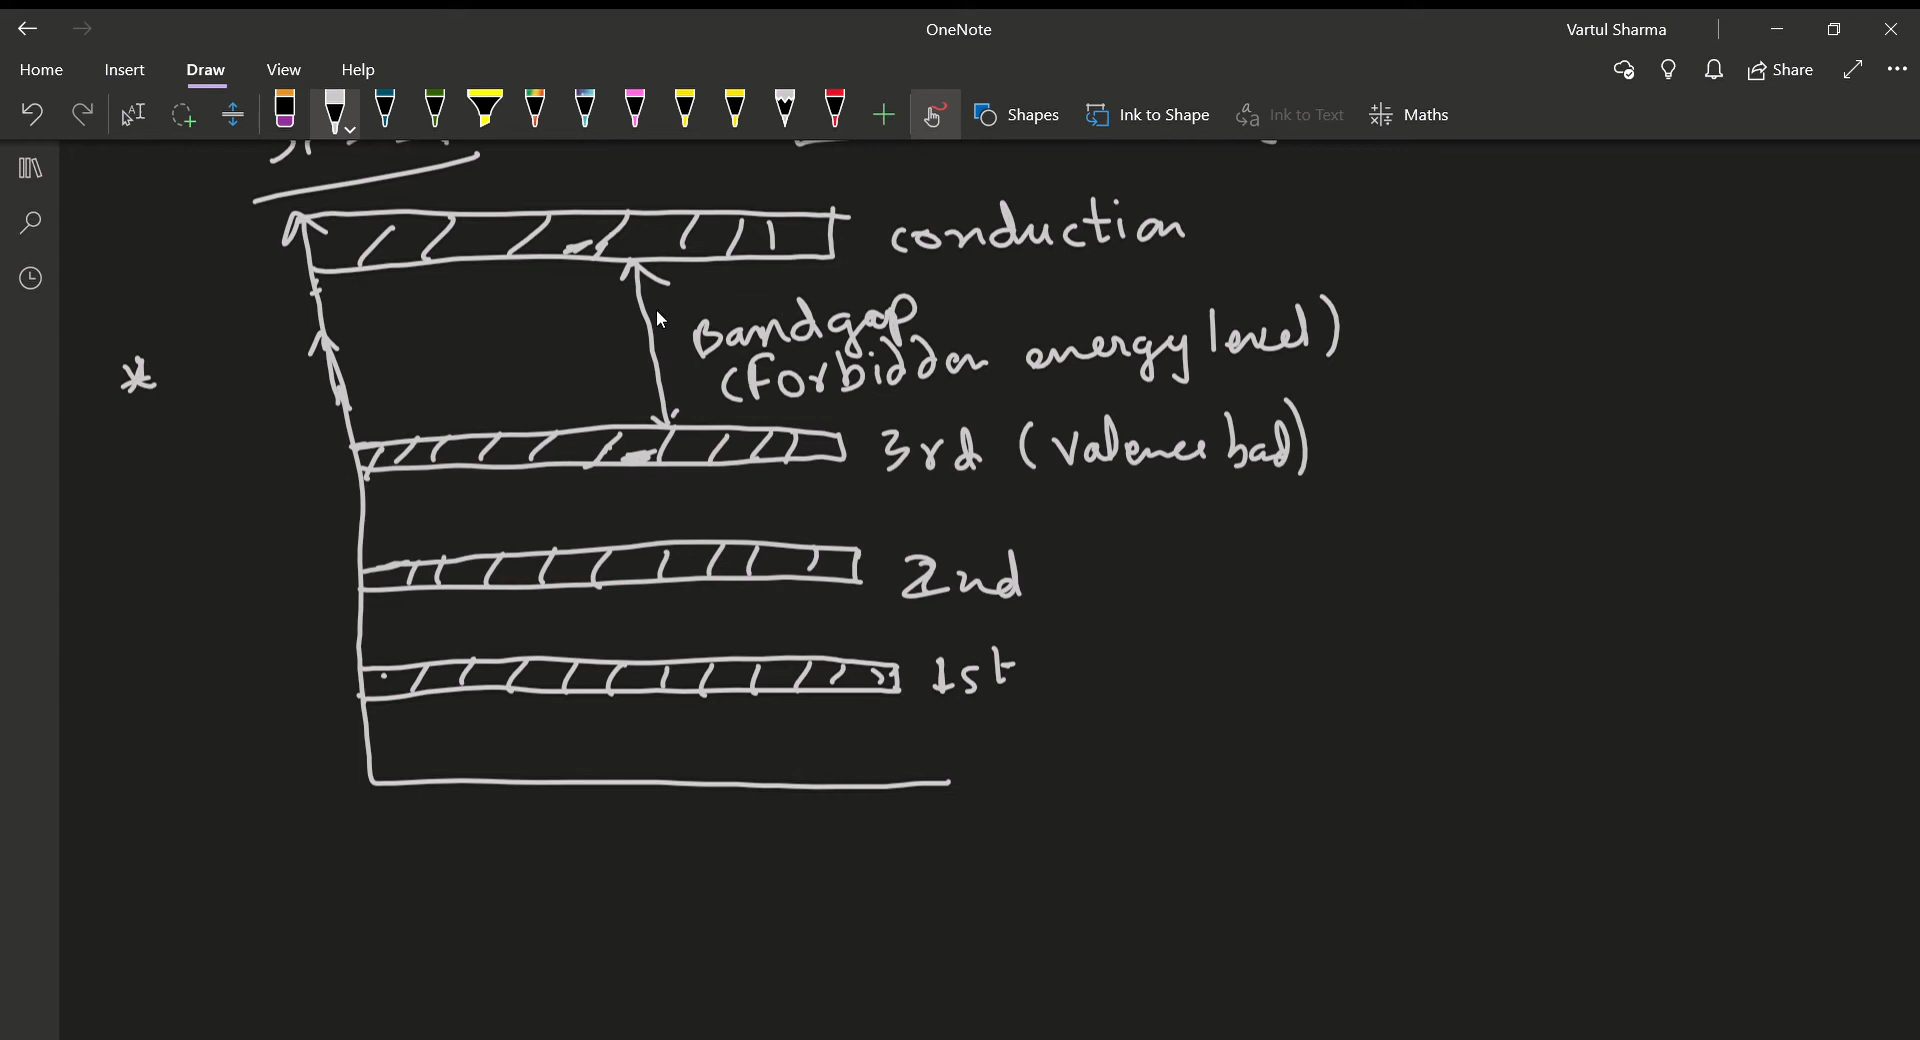 OneNote
Vartul Sharma
Home Insert Draw View Help
Share
Shapes Ink to Shape Ink to Text Maths
conduction
Bandgap
(Forbidden energy level)
*
3rd (Valence bad)
2nd
1st